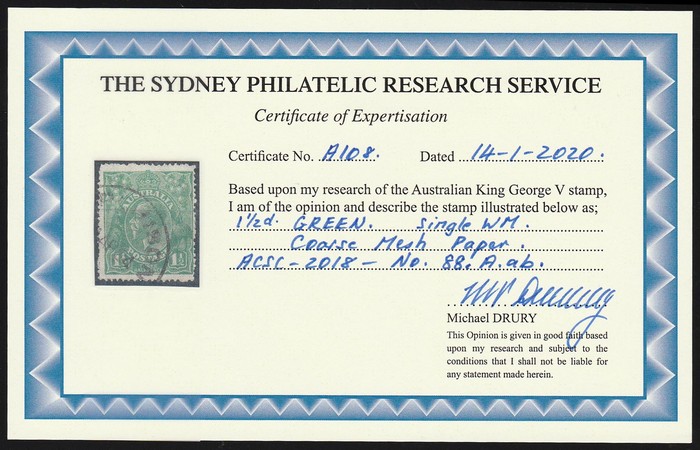 THE SYDNEY PHILATELIC RESEARCH SERVICE
Certificate of Expertisation
Certificate No. A108. Dated 14-1-2020.
Based upon my research of the Australian King George V stamp,
I am of the opinion and describe the stamp illustrated below as;
1½d. GREEN. Single WM.
Coarse Mesh Paper.
ACSC-2018- No. 88.A.ab.
AUSTRALIA
Michael DRURY
This Opinion is given in good faith based
upon my research and subject to the
conditions that I shall not be liable for
any statement made herein.